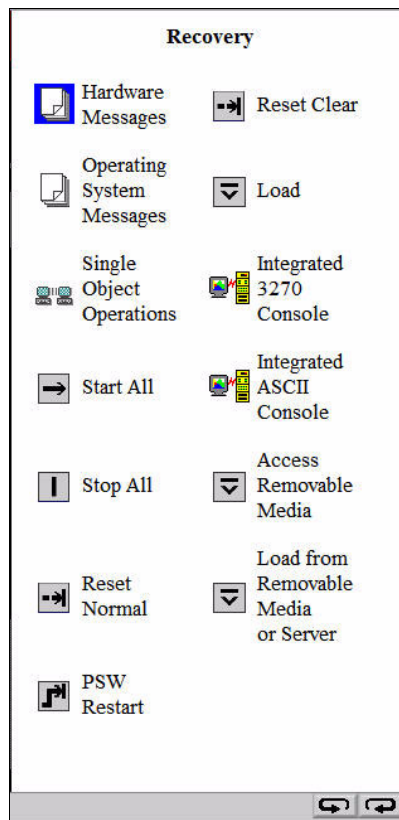 Recovery
Hardware
Messages
Reset Clear
Operating
System
Messages
Load
Single
Object
Operations
Integrated
3270
Console
Start All
Integrated
ASCII
Console
Stop All
Access
Removable
Media
Reset
Normal
Load from
Removable
Media
or Server
PSW
Restart